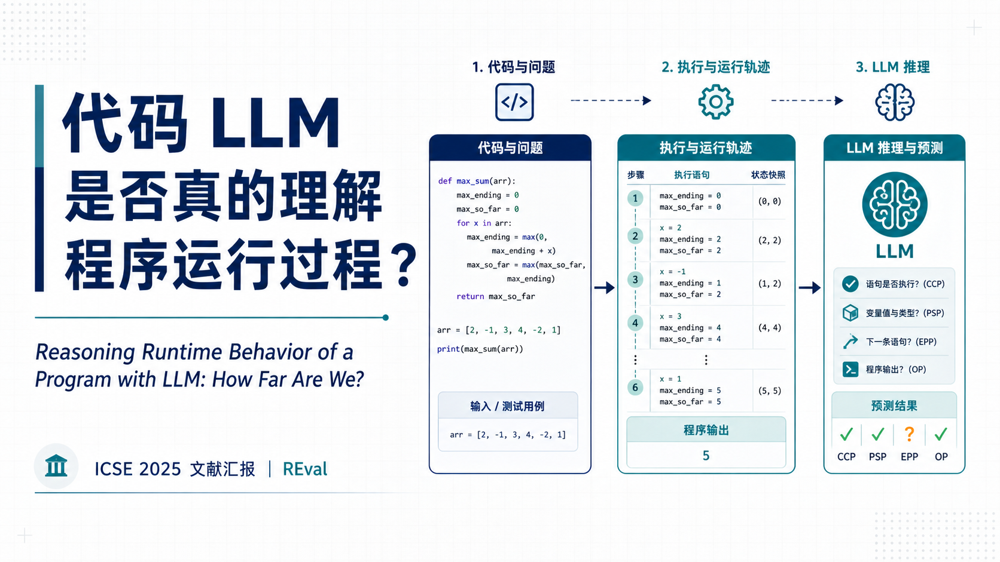 代码 LLM
是否真的理解
程序运行过程？
Reasoning Runtime Behavior of a
Program with LLM: How Far Are We?
ICSE 2025 文献汇报 | REval
1. 代码与问题
</>
代码与问题
def max_sum(arr):
max_ending = 0
max_so_far = 0
for x in arr:
max_ending = max(0,
max_ending + x)
max_so_far = max(max_so_far,
max_ending)
return max_so_far
arr = [2, -1, 3, 4, -2, 1]
print(max_sum(arr))
输入 / 测试用例
arr = [2, -1, 3, 4, -2, 1]
2. 执行与运行轨迹
执行与运行轨迹
步骤 执行语句 状态快照
1 max_ending = 0 (0, 0)
max_so_far = 0
x = 2
2 max_ending = 2 (2, 2)
max_so_far = 2
x = -1
3 max_ending = 1 (1, 2)
max_so_far = 2
x = 3
4 max_ending = 4 (4, 4)
max_so_far = 4
⋮ ⋮
x = 1
6 max_ending = 5 (5, 5)
max_so_far = 5
程序输出
5
3. LLM 推理
LLM 推理与预测
LLM
语句是否执行？(CCP)
变量值与类型？(PSP)
下一条语句？(EPP)
程序输出？(OP)
预测结果
✓ ✓ ? ✓
CCP PSP EPP OP